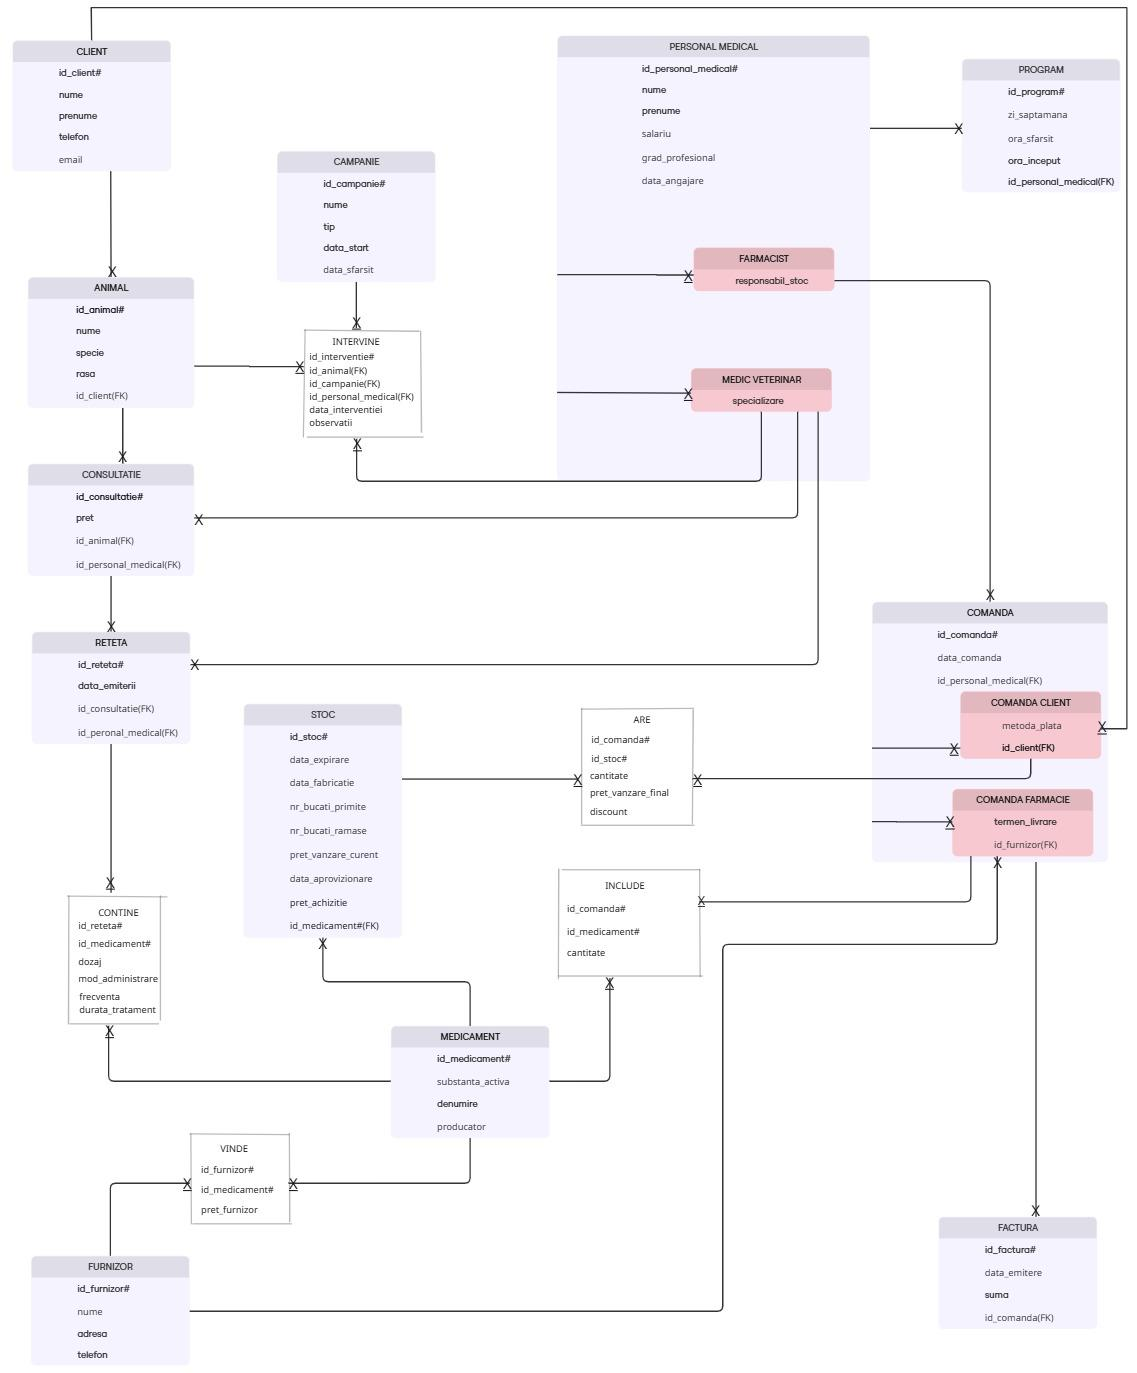 CLIENT
id_client#
nume
prenume
telefon
email
PERSONAL MEDICAL
id_personal_medical#
nume
prenume
salariu
grad_profesional
data_angajare
PROGRAM
id_program#
zi_saptamana
ora_sfarsit
ora_inceput
id_personal_medical(FK)
CAMPANIE
id_campanie#
nume
tip
data_start
data_sfarsit
FARMACIST
responsabil_stoc
ANIMAL
id_animal#
nume
specie
rasa
id_client(FK)
INTERVINE
id_interventie#
id_animal(FK)
id_campanie(FK)
id_personal_medical(FK)
data_interventiei
observatii
MEDIC VETERINAR
specializare
CONSULTATIE
id_consultatie#
pret
id_animal(FK)
id_personal_medical(FK)
RETETA
id_reteta#
data_emiterii
id_consultatie(FK)
id_peronal_medical(FK)
COMANDA
id_comanda#
data_comanda
id_personal_medical(FK)
COMANDA CLIENT
metoda_plata
id_client(FK)
COMANDA FARMACIE
termen_livrare
id_furnizor(FK)
STOC
id_stoc#
data_expirare
data_fabricatie
nr_bucati_primite
nr_bucati_ramase
pret_vanzare_curent
data_aprovizionare
pret_achizitie
id_medicament#(FK)
ARE
id_comanda#
id_stoc#
cantitate
pret_vanzare_final
discount
INCLUDE
id_comanda#
id_medicament#
cantitate
CONTINE
id_reteta#
id_medicament#
dozaj
mod_administrare
frecventa
durata_tratament
MEDICAMENT
id_medicament#
substanta_activa
denumire
producator
VINDE
id_furnizor#
id_medicament#
pret_furnizor
FURNIZOR
id_furnizor#
nume
adresa
telefon
FACTURA
id_factura#
data_emitere
suma
id_comanda(FK)